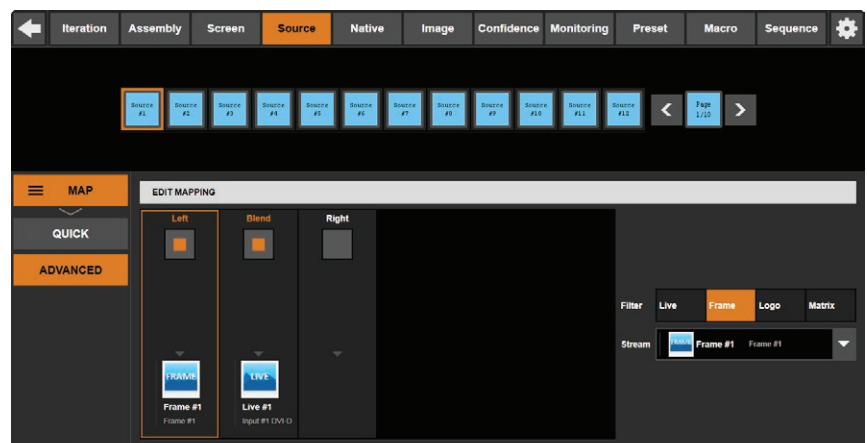 Iteration Assembly Screen Source Native Image Confidence Monitoring Preset Macro Sequence
Source #1 Source #2 Source #3 Source #4 Source #5 Source #6 Source #7 Source #8 Source #9 Source #10 Source #11 Source #12 Page 1/10
MAP
EDIT MAPPING
QUICK
ADVANCED
Left Blend Right
FRAME LIVE
Frame #1 Live #1
Frame #1 Input #1 DVI-D
Filter Live Frame Logo Matrix
Stream FRAME Frame #1 Frame #1